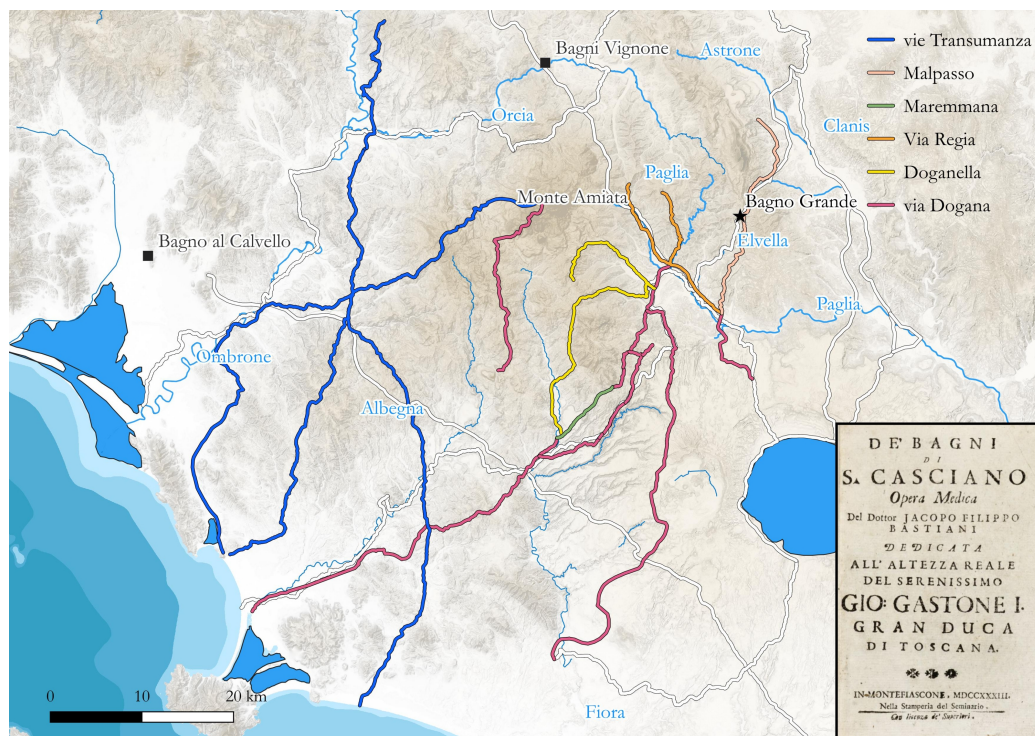 Bagni Vignone
Astrone
vie Transumanza
Malpasso
Maremmana
Via Regia
Doganella
via Dogana
Orcia
Clanis
Paglia
Monte Amiata
Bagno Grande
Bagno al Calvello
Elvella
Paglia
Ombrone
Albegna
Fiora
0 10 20 km
DE' BAGNI
DI
S. CASCIANO
Opera Medica
Del Dottor JACOPO FILIPPO
BASTIANI
DEDICATA
ALL' ALTEZZA REALE
DEL SERENISSIMO
GIO: GASTONE I.
GRAN DUCA
DI TOSCANA.
IN MONTEFIASCONE, MDCCXXXIII.
Nella Stamperia del Seminario.
Con licenza de' Superiori.